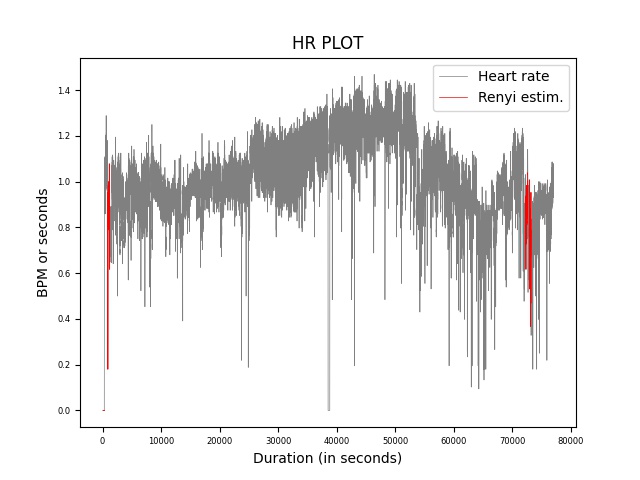 HR PLOT
Heart rate
Renyi estim.
BPM or seconds
1.4
1.2
1.0
0.8
0.6
0.4
0.2
0.0
0 10000 20000 30000 40000 50000 60000 70000 80000
Duration (in seconds)